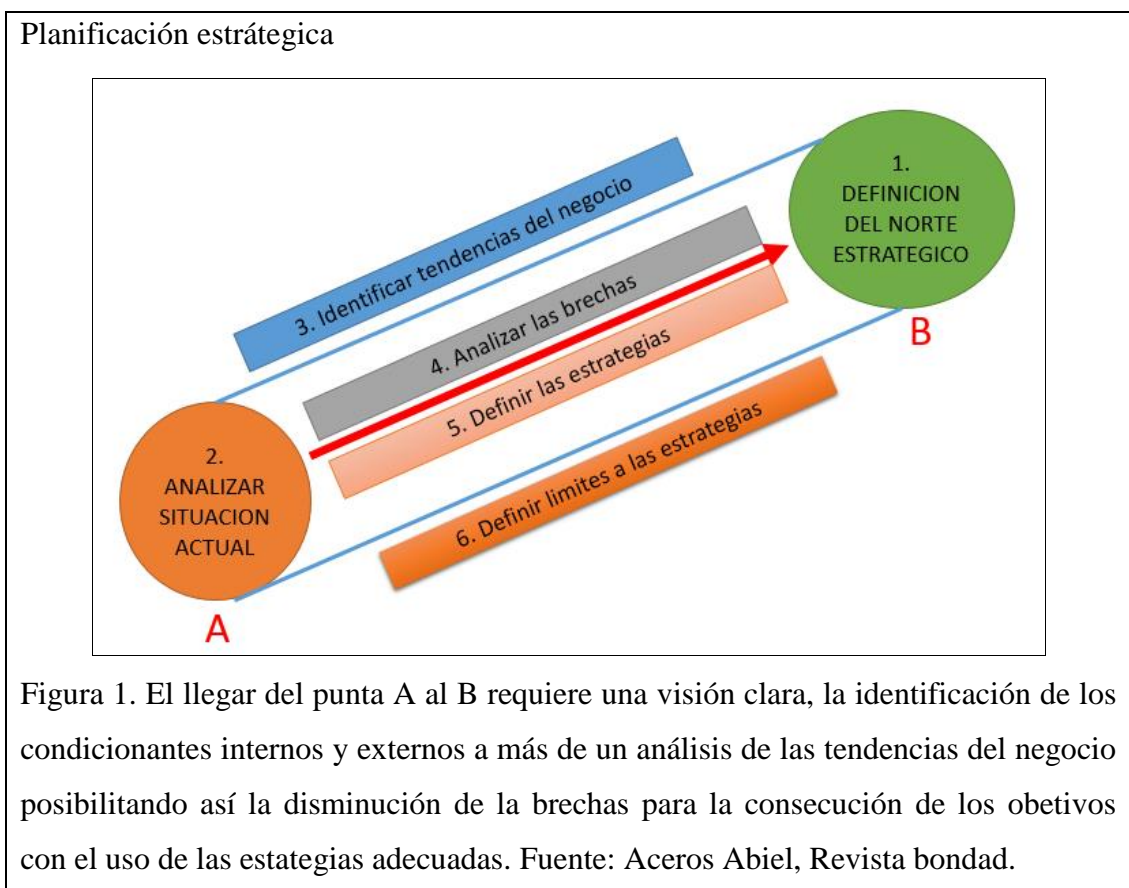 Planificación estrátegica
1.
DEFINICION
DEL NORTE
ESTRATEGICO
B
3. Identificar tendencias del negocio
4. Analizar las brechas
5. Definir las estrategias
6. Definir limites a las estrategias
2.
ANALIZAR
SITUACION
ACTUAL
A
Figura 1. El llegar del punta A al B requiere una visión clara, la identificación de los
condicionantes internos y externos a más de un análisis de las tendencias del negocio
posibilitando así la disminución de la brechas para la consecución de los obetivos
con el uso de las estategias adecuadas. Fuente: Aceros Abiel, Revista bondad.